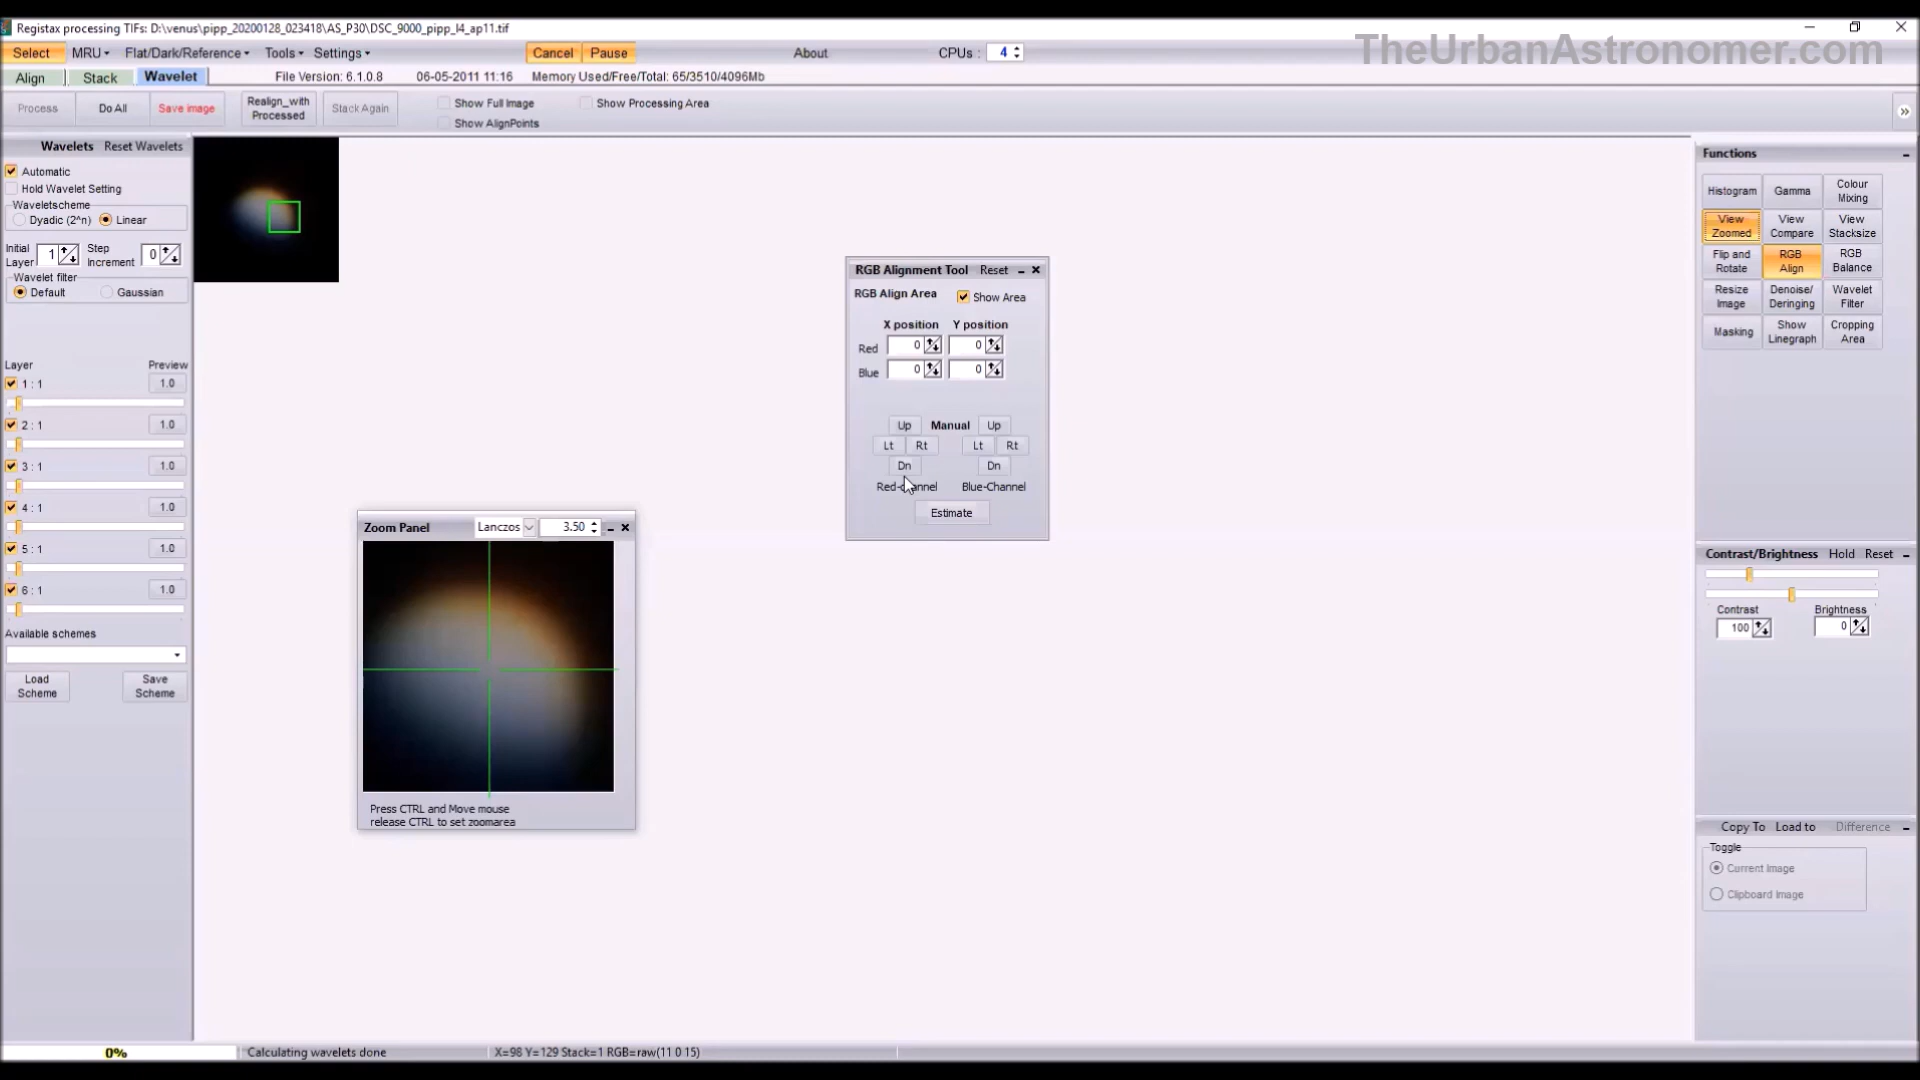 Registax processing TIFs: D:\venus\pipp_20200128_023418\AS_P30\DSC_9000_pipp_l4_ap11.tif
TheUrbanAstronomer.com
Select MRU Flat/Dark/Reference Tools Settings Cancel Pause About CPUs : 4
Align Stack Wavelet File Version: 6.1.0.8 06-05-2011 11:16 Memory Used/Free/Total: 65/3510/4096Mb
Process Do All Save image Realign_with Processed Stack Again Show Full Image Show Processing Area
Show AlignPoints
Wavelets Reset Wavelets
Automatic
Hold Wavelet Setting
Waveletscheme
Dyadic (2^n) Linear
Initial Layer 1 Step Increment 0
Wavelet filter
Default Gaussian
Layer Preview
1 : 1 1.0
2 : 1 1.0
3 : 1 1.0
4 : 1 1.0
5 : 1 1.0
6 : 1 1.0
Available schemes
Load Scheme Save Scheme
RGB Alignment Tool Reset
RGB Align Area Show Area
X position Y position
Red 0 0
Blue 0 0
Up Manual Up
Lt Rt Lt Rt
Dn Dn
Red-channel Blue-Channel
Estimate
Zoom Panel Lanczos 3.50
Press CTRL and Move mouse
release CTRL to set zoomarea
Functions
Histogram Gamma Colour Mixing
View Zoomed View Compare View Stacksize
Flip and Rotate RGB Align RGB Balance
Resize Image Denoise/ Deringing Wavelet Filter
Masking Show Linegraph Cropping Area
Contrast/Brightness Hold Reset
Contrast Brightness
100 0
Copy To Load to Difference
Toggle
Current Image
Clipboard Image
0% Calculating wavelets done X=98 Y=129 Stack=1 RGB=raw(11 0 15)